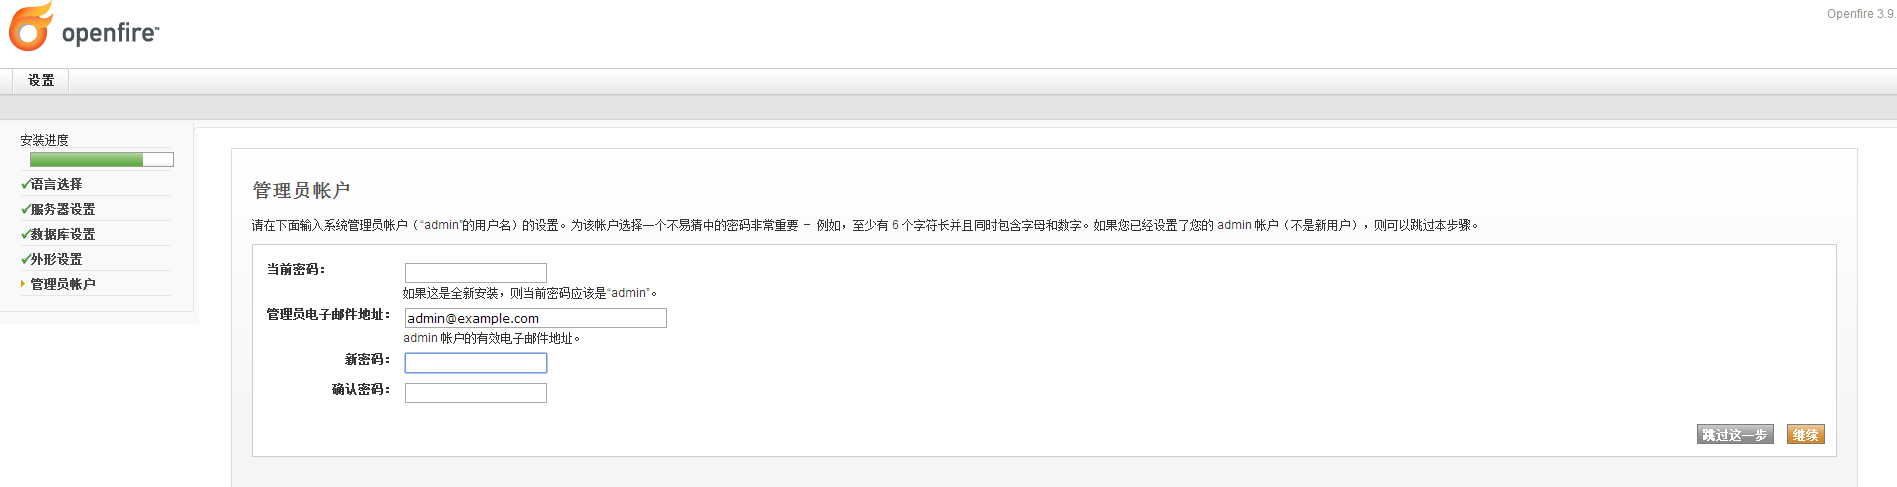 openfire™
Openfire 3.9.
设置
安装进度
语言选择
服务器设置
数据库设置
外形设置
管理员帐户
管理员帐户
请在下面输入系统管理员帐户（“admin”的用户名）的设置。为该帐户选择一个不易猜中的密码非常重要 - 例如，至少有 6 个字符长并且同时包含字母和数字。如果您已经设置了您的 admin 帐户（不是新用户），则可以跳过本步骤。
当前密码：
如果这是全新安装，则当前密码应该是“admin”。
管理员电子邮件地址： admin@example.com
admin 帐户的有效电子邮件地址。
新密码：
确认密码：
跳过这一步 继续